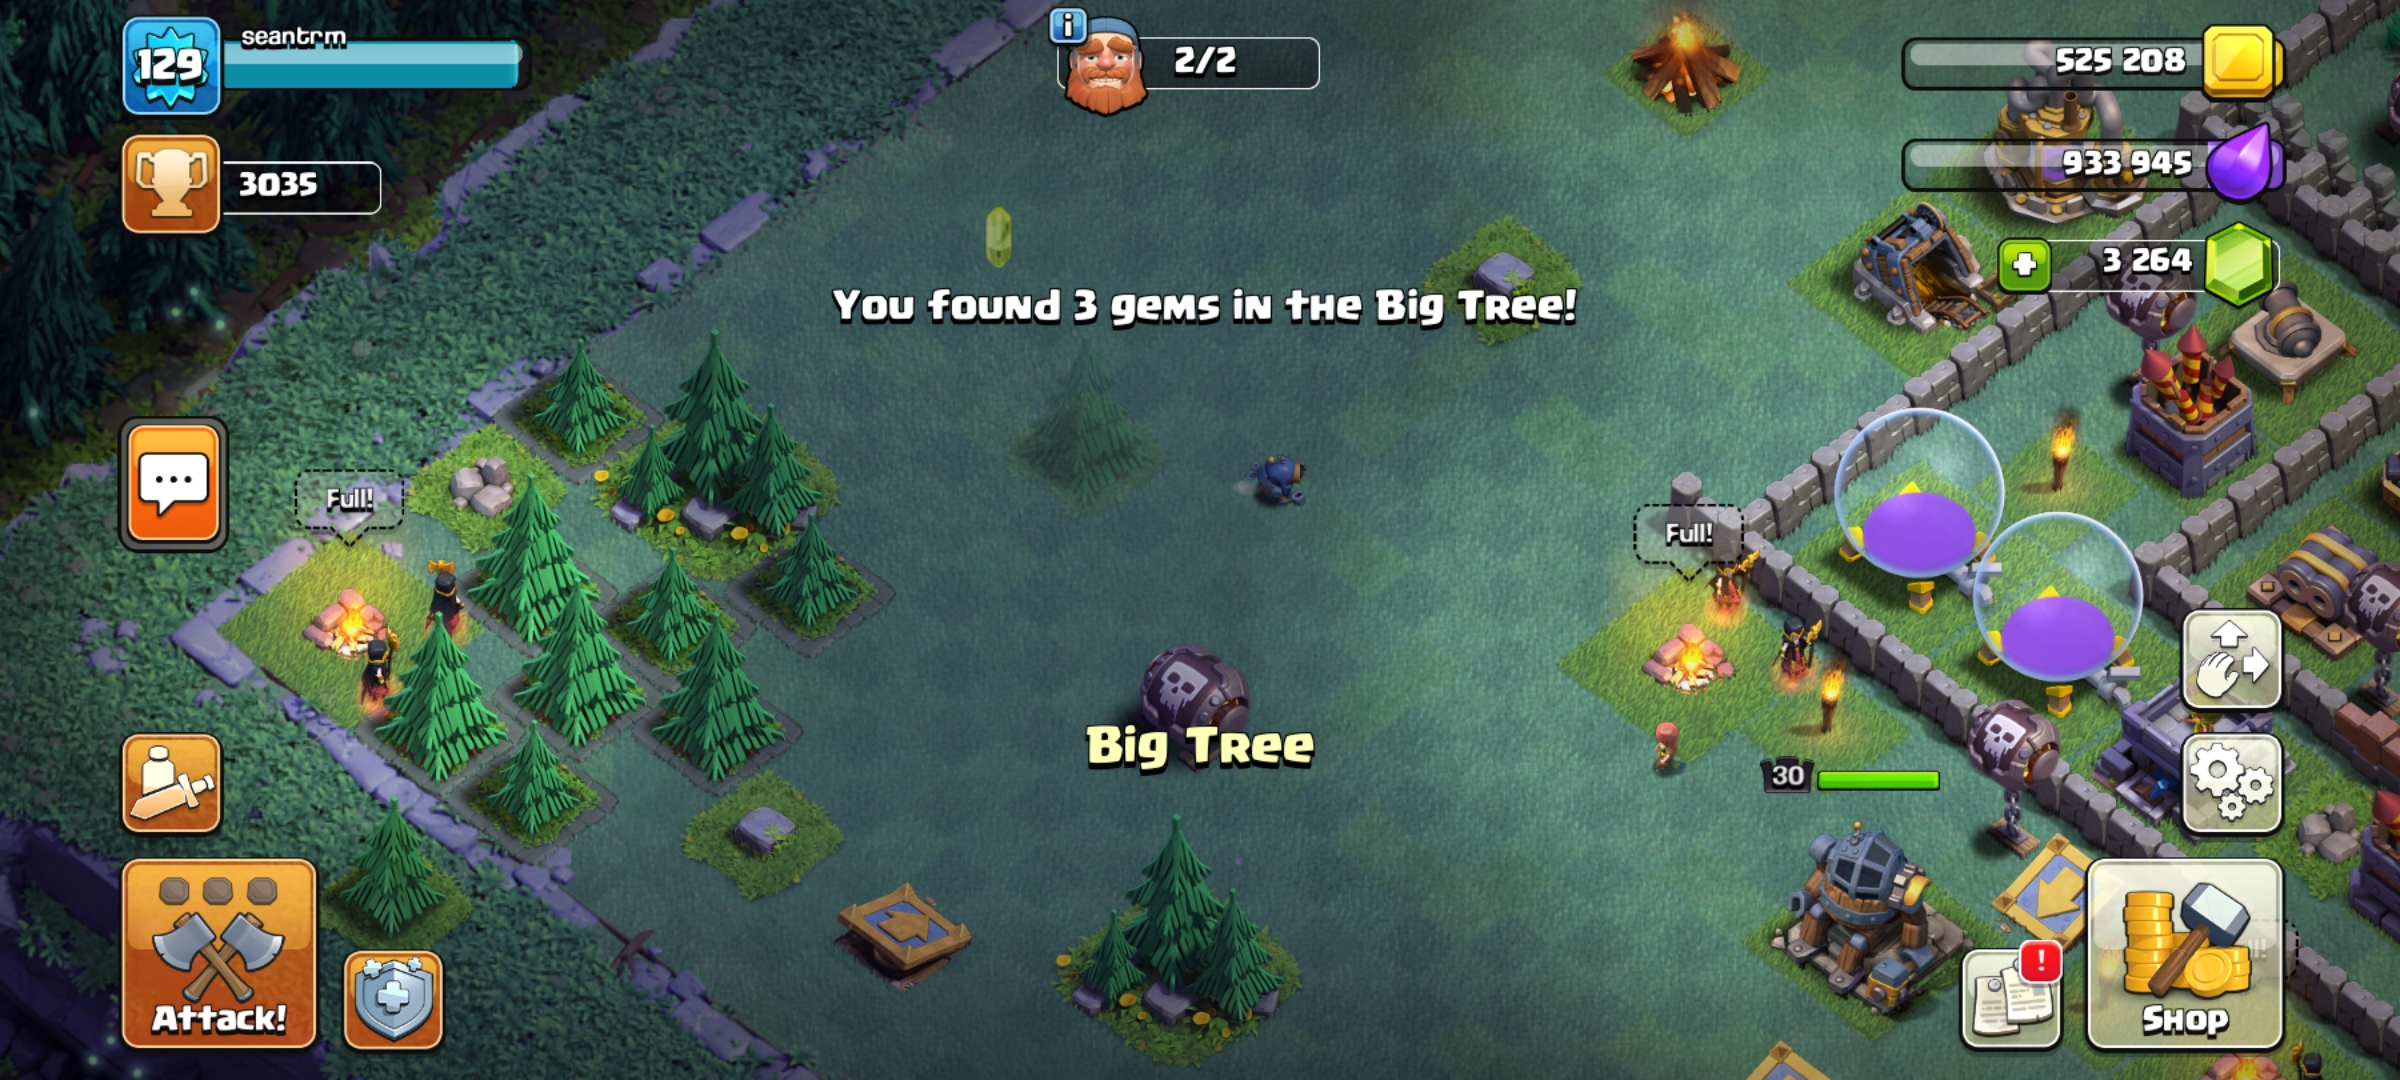 129
seantrm
2/2
525 208
3035
933 945
3 264
You found 3 gems in the Big Tree!
Full!
Full!
Big Tree
30
Attack!
Shop